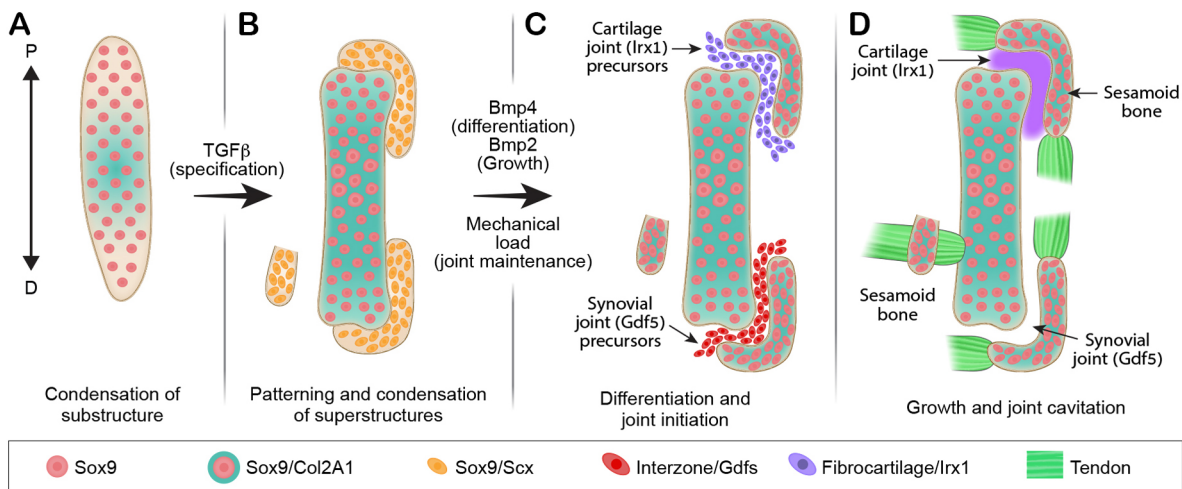 A
P
D
Condensation of
substructure
TGFβ
(specification)
B
Patterning and condensation
of superstructures
Bmp4
(differentiation)
Bmp2
(Growth)
Mechanical
load
(joint maintenance)
C
Cartilage
joint (Irx1)
precursors
Synovial
joint (Gdf5)
precursors
Differentiation and
joint initiation
D
Cartilage
joint (Irx1)
Sesamoid
bone
Sesamoid
bone
Synovial
joint (Gdf5)
Growth and joint cavitation
Sox9
Sox9/Col2A1
Sox9/Scx
Interzone/Gdfs
Fibrocartilage/Irx1
Tendon